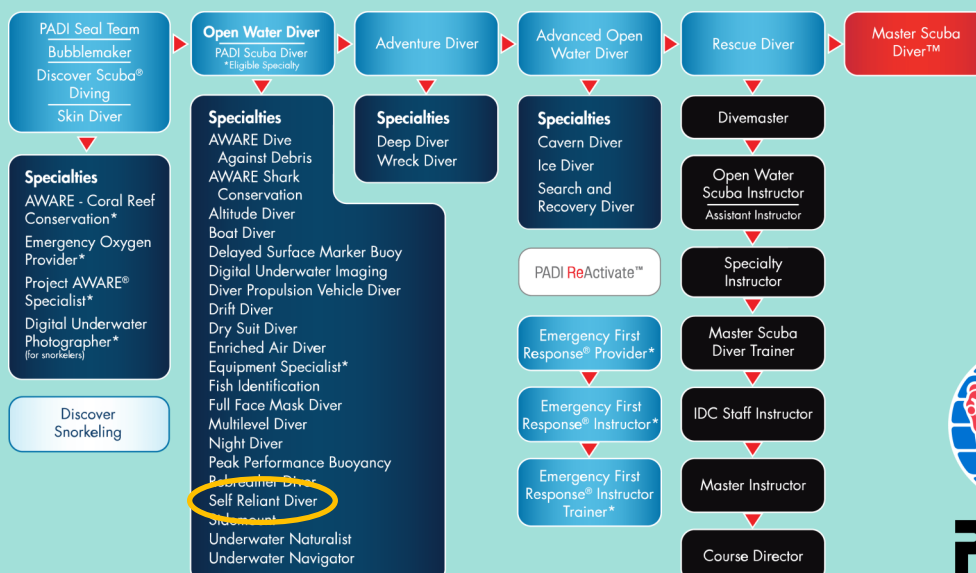 PADI Seal Team
Bubblemaker
Discover Scuba®
Diving
Skin Diver
Specialties
AWARE - Coral Reef
Conservation*
Emergency Oxygen
Provider*
Project AWARE®
Specialist*
Digital Underwater
Photographer*
(for snorkelers)
Discover
Snorkeling
Open Water Diver
PADI Scuba Diver
*Eligible Specialty
Specialties
AWARE Dive
Against Debris
AWARE Shark
Conservation
Altitude Diver
Boat Diver
Delayed Surface Marker Buoy
Digital Underwater Imaging
Diver Propulsion Vehicle Diver
Drift Diver
Dry Suit Diver
Enriched Air Diver
Equipment Specialist*
Fish Identification
Full Face Mask Diver
Multilevel Diver
Night Diver
Peak Performance Buoyancy
Rebreather Diver
Self Reliant Diver
Sidemount
Underwater Naturalist
Underwater Navigator
Adventure Diver
Specialties
Deep Diver
Wreck Diver
Advanced Open
Water Diver
Specialties
Cavern Diver
Ice Diver
Search and
Recovery Diver
PADI ReActivate™
Emergency First
Response® Provider*
Emergency First
Response® Instructor*
Emergency First
Response® Instructor
Trainer*
Rescue Diver
Divemaster
Open Water
Scuba Instructor
Assistant Instructor
Specialty
Instructor
Master Scuba
Diver Trainer
IDC Staff Instructor
Master Instructor
Course Director
Master Scuba
Diver™